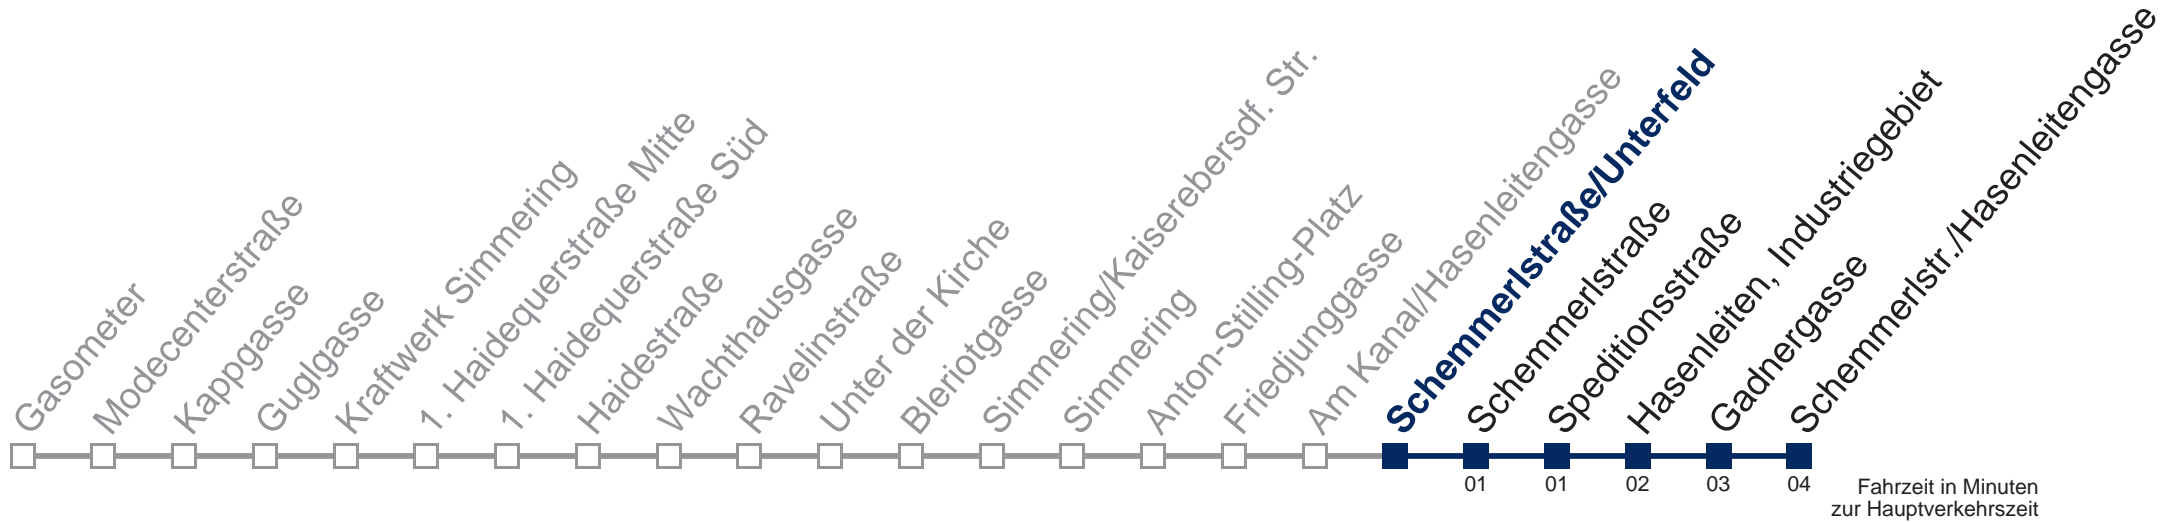 Gasometer
Modecenterstraße
Kappgasse
Guglgasse
Kraftwerk Simmering
1. Haidequerstraße Mitte
1. Haidequerstraße Süd
Haidestraße
Wachthausgasse
Ravelinstraße
Unter der Kirche
Bleriotgasse
Simmering/Kaiserebersdf. Str.
Simmering
Anton-Stilling-Platz
Friedjunggasse
Am Kanal/Hasenleitengasse
Schemmerlstraße/Unterfeld
Schemmerlstraße
Speditionsstraße
Hasenleiten, Industriegebiet
Gadnergasse
Schemmerlstr./Hasenleitengasse
01 01 02 03 04
Fahrzeit in Minuten
zur Hauptverkehrszeit